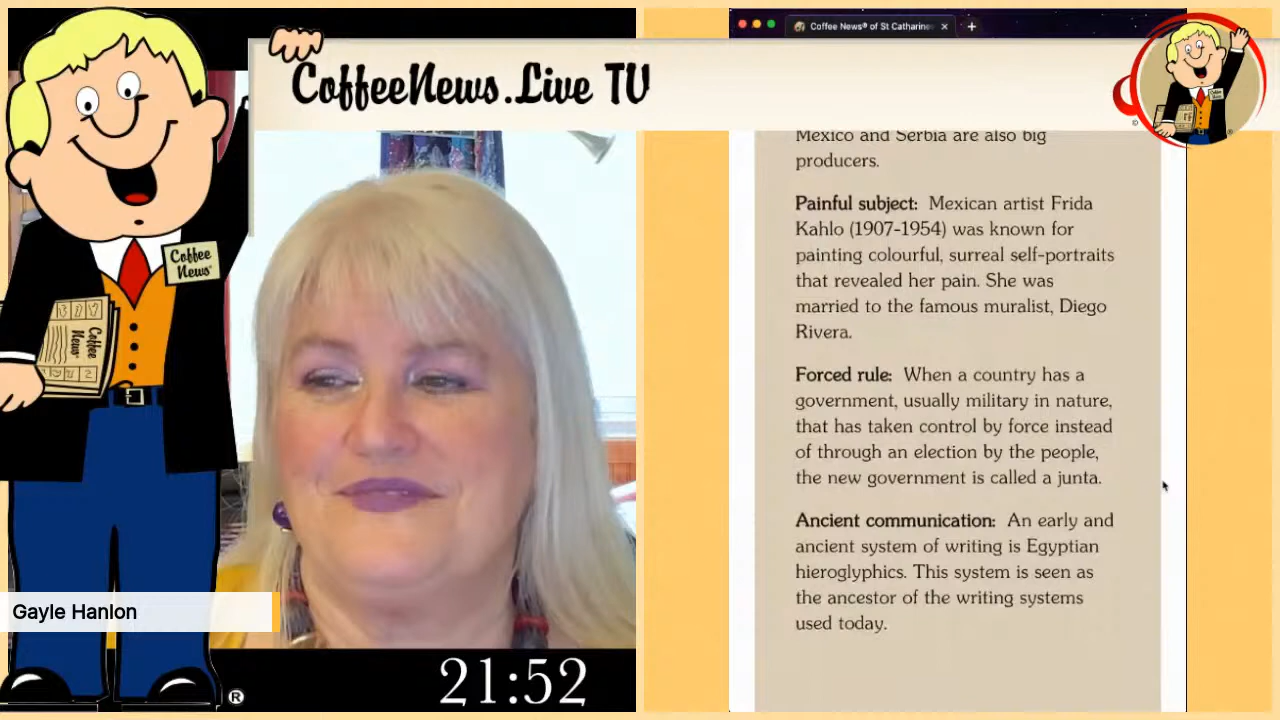 Coffee News® of St Catharine
CoffeeNews.Live TV
Coffee
News®
Coffee
News
Gayle Hanlon
21:52
®
Mexico and Serbia are also big
producers.
Painful subject: Mexican artist Frida
Kahlo (1907-1954) was known for
painting colourful, surreal self-portraits
that revealed her pain. She was
married to the famous muralist, Diego
Rivera.
Forced rule: When a country has a
government, usually military in nature,
that has taken control by force instead
of through an election by the people,
the new government is called a junta.
Ancient communication: An early and
ancient system of writing is Egyptian
hieroglyphics. This system is seen as
the ancestor of the writing systems
used today.